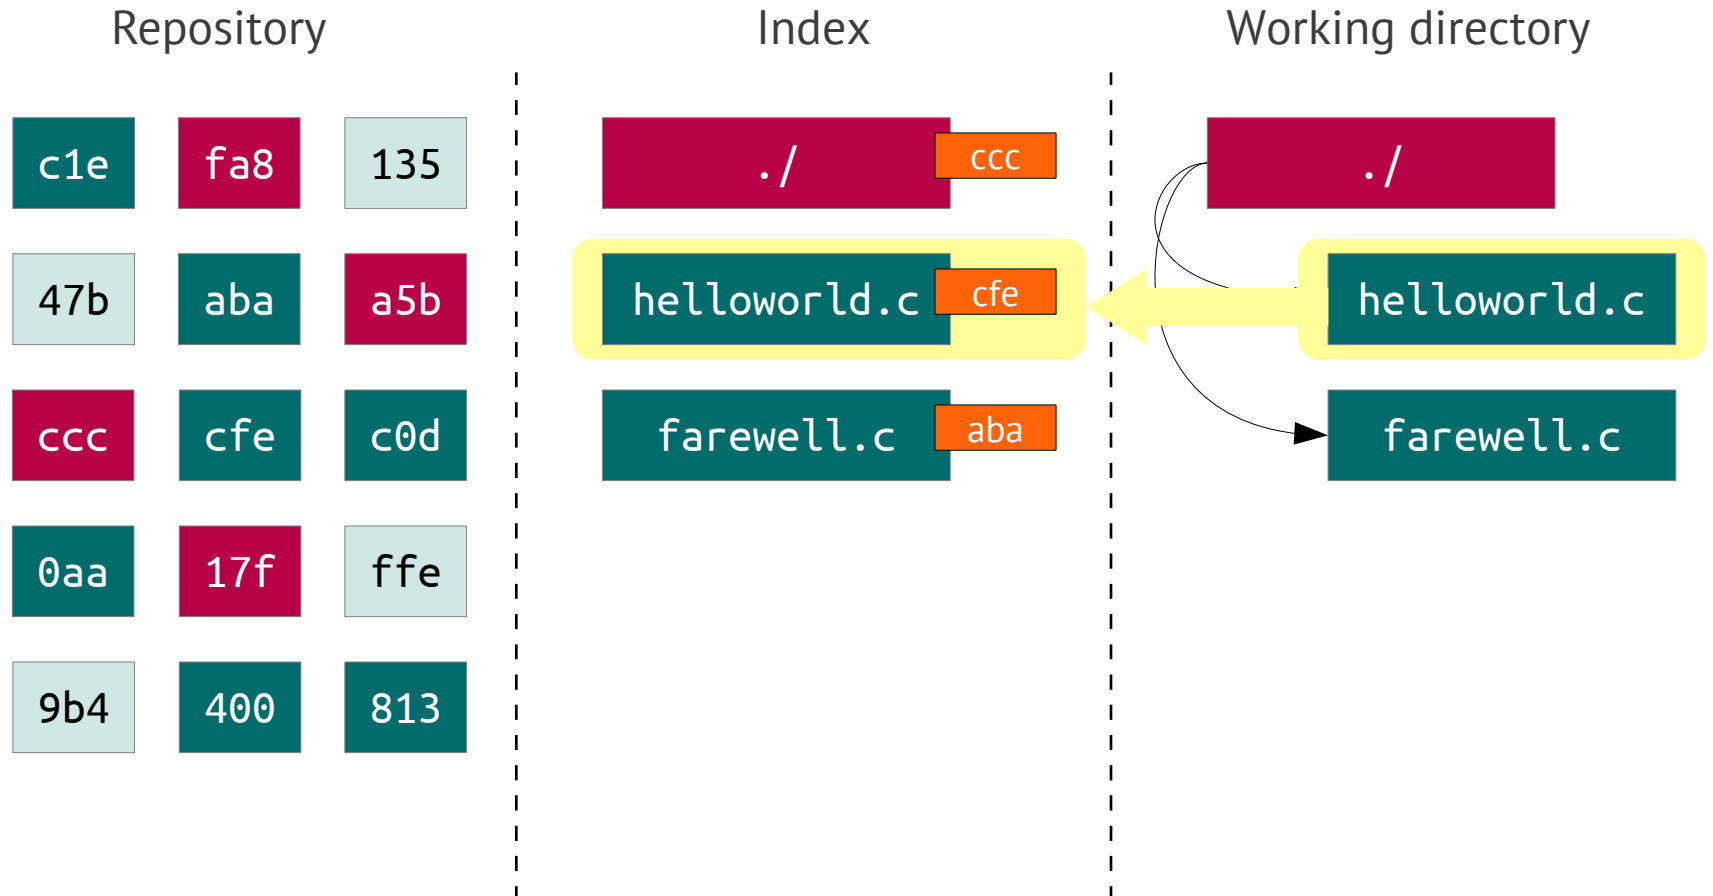 Repository
Index
Working directory
c1e
fa8
135
./
ccc
./
47b
aba
a5b
helloworld.c
cfe
helloworld.c
ccc
cfe
c0d
farewell.c
aba
farewell.c
0aa
17f
ffe
9b4
400
813